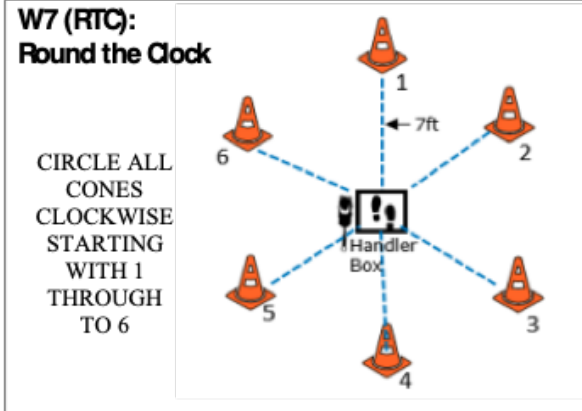 W7 (RTC):
Round the Clock
1
7ft
2
6
CIRCLE ALL
CONES
CLOCKWISE
STARTING
WITH 1
THROUGH
TO 6
Handler
Box
5
3
4